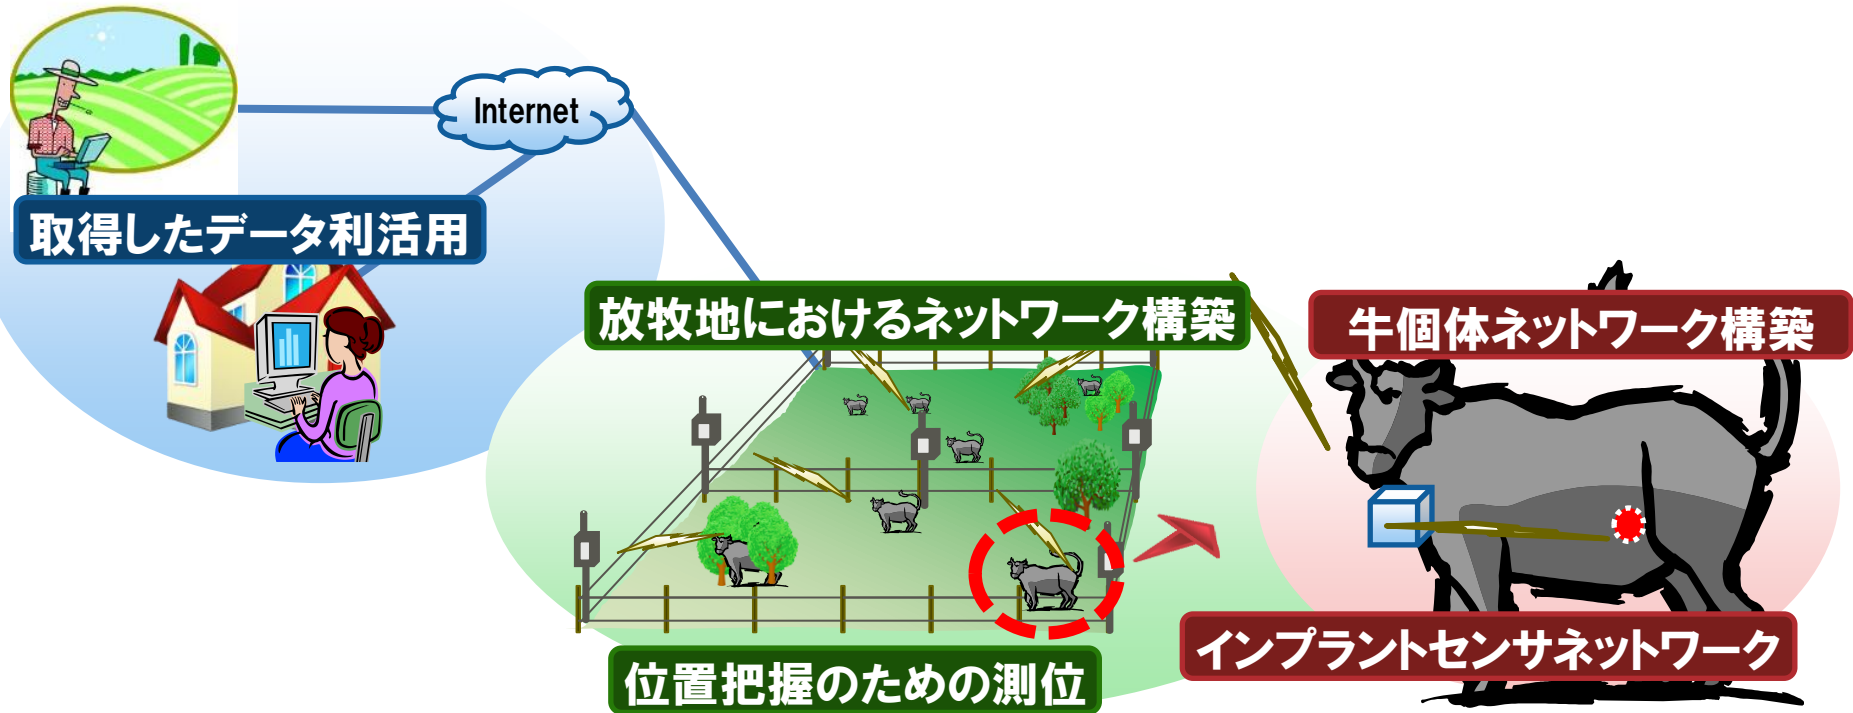 Internet
取得したデータ利活用
放牧地におけるネットワーク構築
牛個体ネットワーク構築
インプラントセンサネットワーク
位置把握のための測位